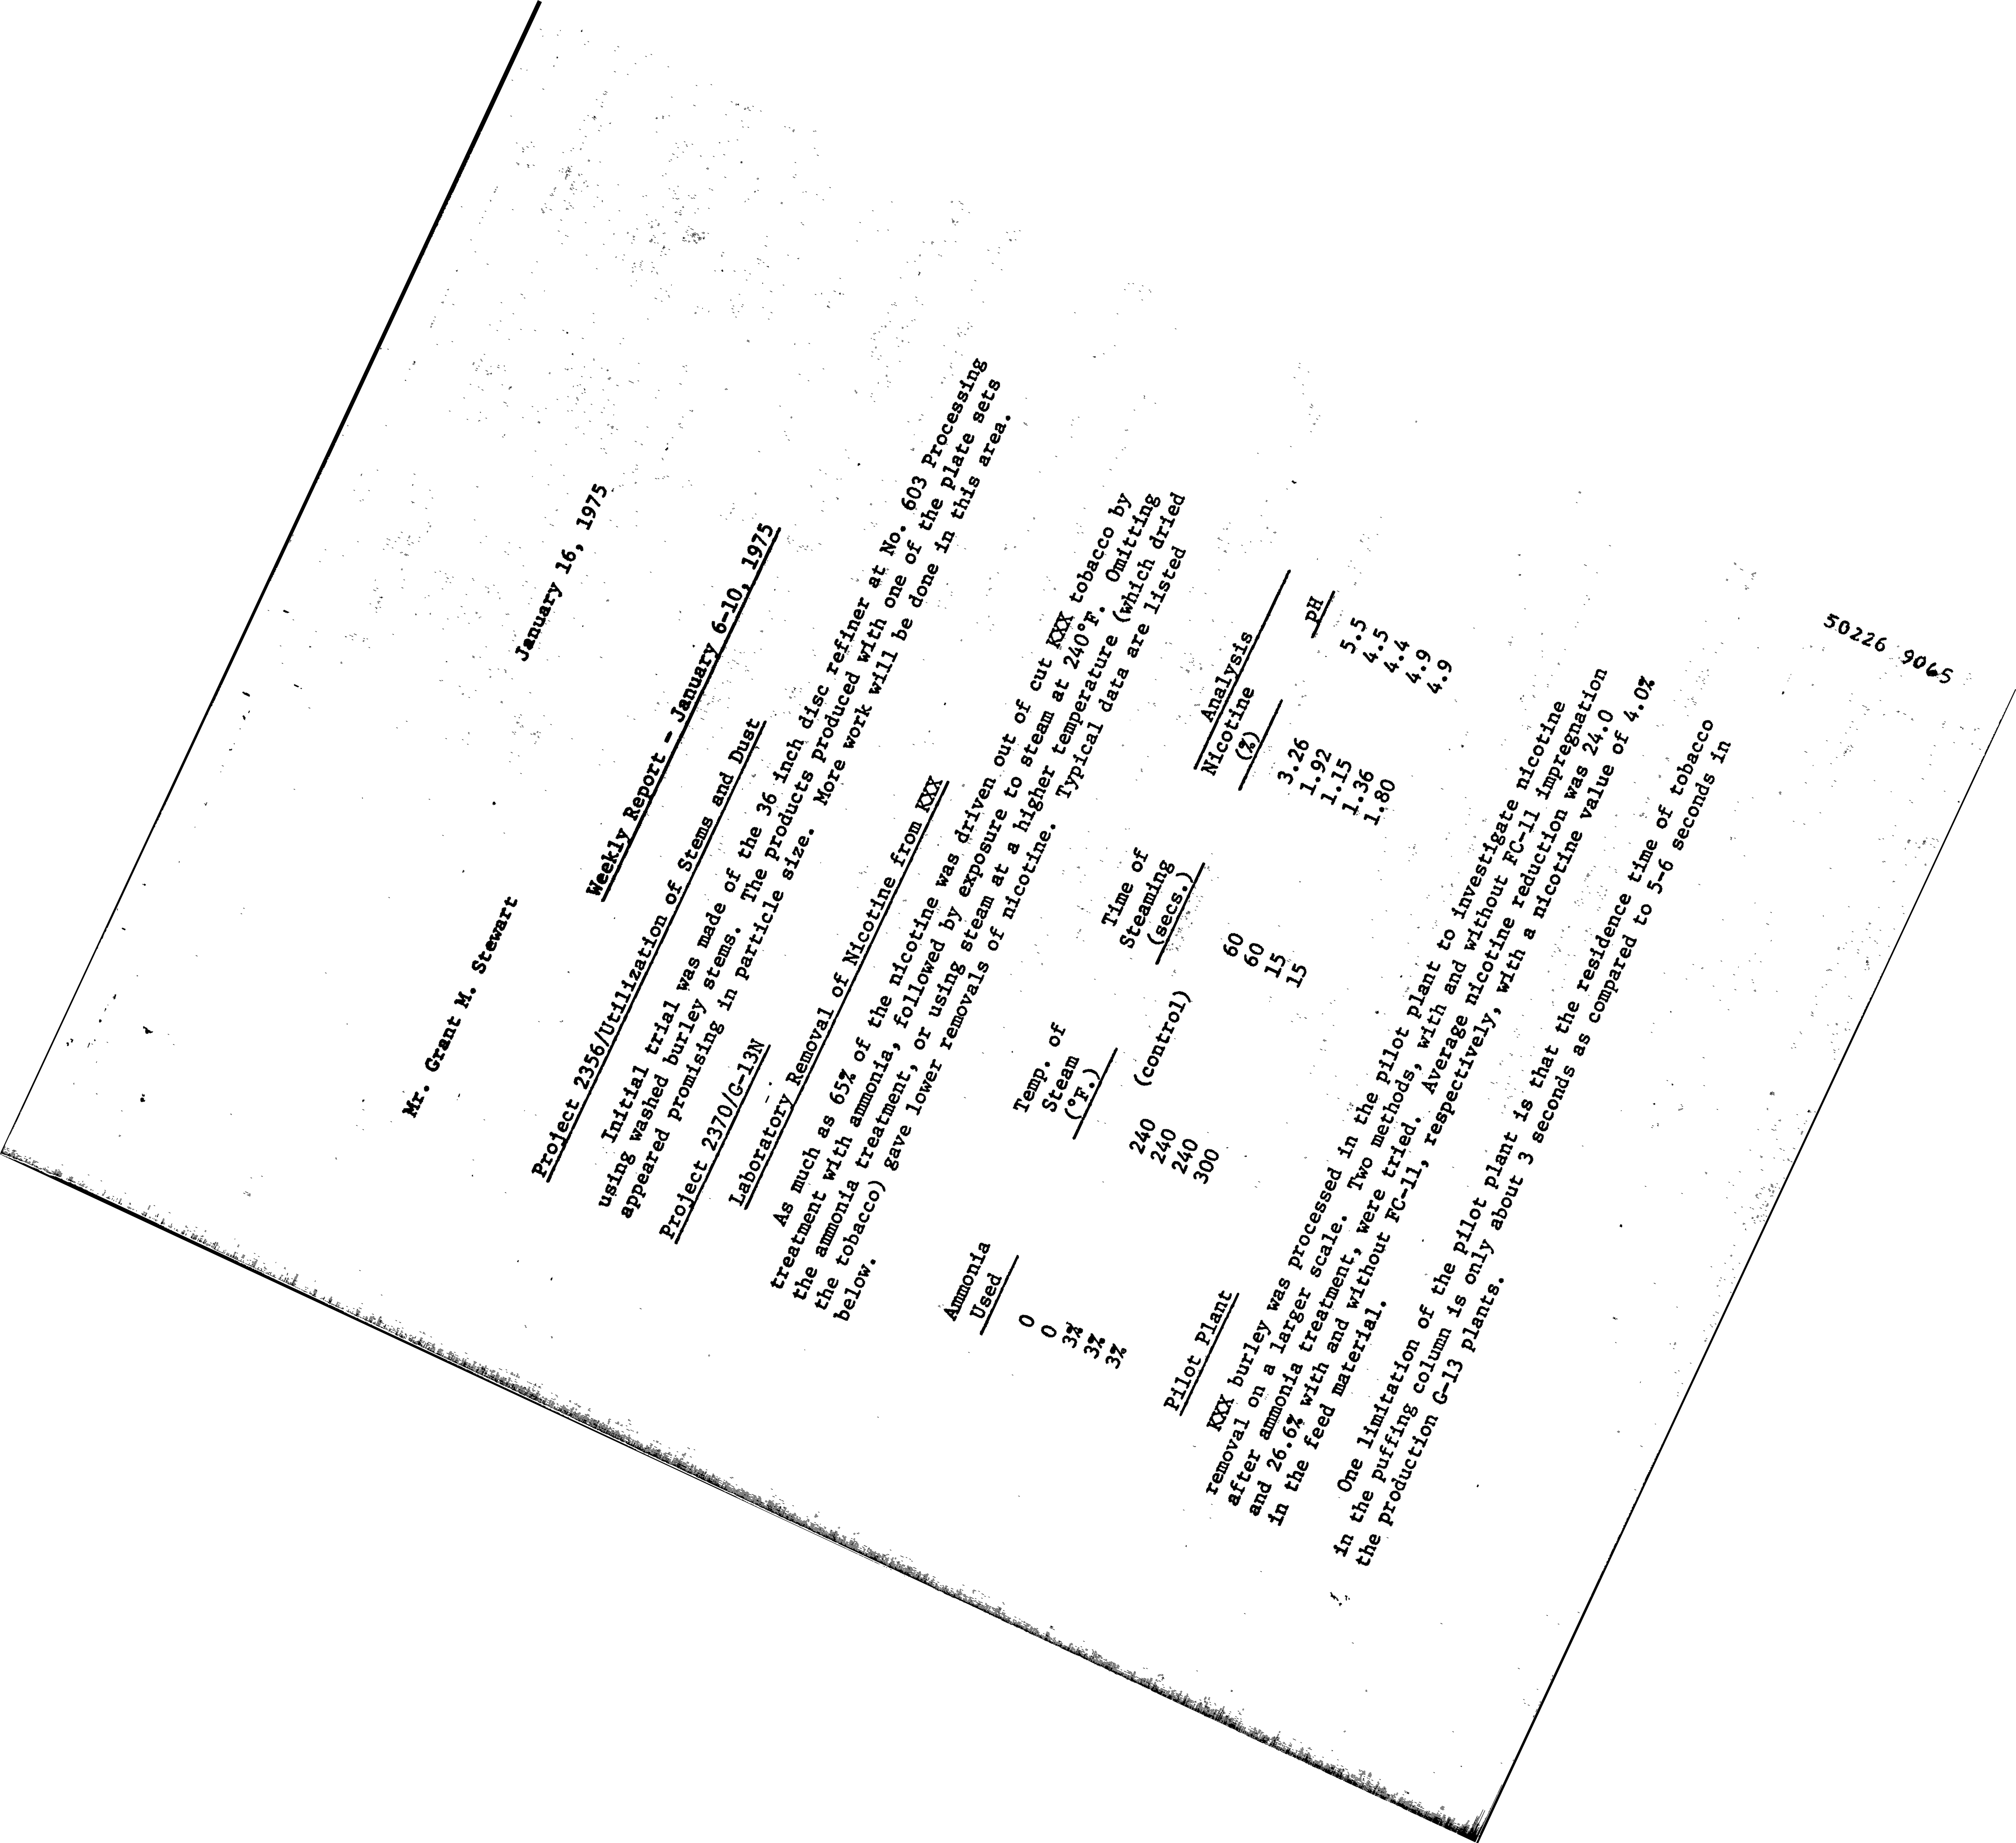 January 16, 1975
Mr. Grant M. Stewart
Weekly Report - January 6-10, 1975
Project 2356/Utilization of Stems and Dust
Initial trial was made of the 36 inch disc refiner at No. 603 Processing
using washed burley stems. The products produced with one of the plate sets
appeared promising in particle size. More work will be done in this area.
Project 2370/G-13N
Laboratory Removal of Nicotine from KXX
As much as 65% of the nicotine was driven out of cut KXX tobacco by
treatment with ammonia, followed by exposure to steam at 240°F. Omitting
the ammonia treatment, or using steam at a higher temperature (which dried
the tobacco) gave lower removals of nicotine. Typical data are listed
below.
Analysis
Ammonia Temp. of Time of Nicotine
Used Steam Steaming (%) pH
(°F.) (secs.)
0 (control) 3.26 5.5
0 240 60 1.92 4.5
3% 240 60 1.15 4.4
3% 240 15 1.36 4.9
3% 300 15 1.80 4.9
Pilot Plant
KXX burley was processed in the pilot plant to investigate nicotine
removal on a larger scale. Two methods, with and without FC-11 impregnation
after ammonia treatment, were tried. Average nicotine reduction was 24.0
and 26.6% with and without FC-11, respectively, with a nicotine value of 4.0%
in the feed material.
One limitation of the pilot plant is that the residence time of tobacco
in the puffing column is only about 3 seconds as compared to 5-6 seconds in
the production G-13 plants.
50226 9065